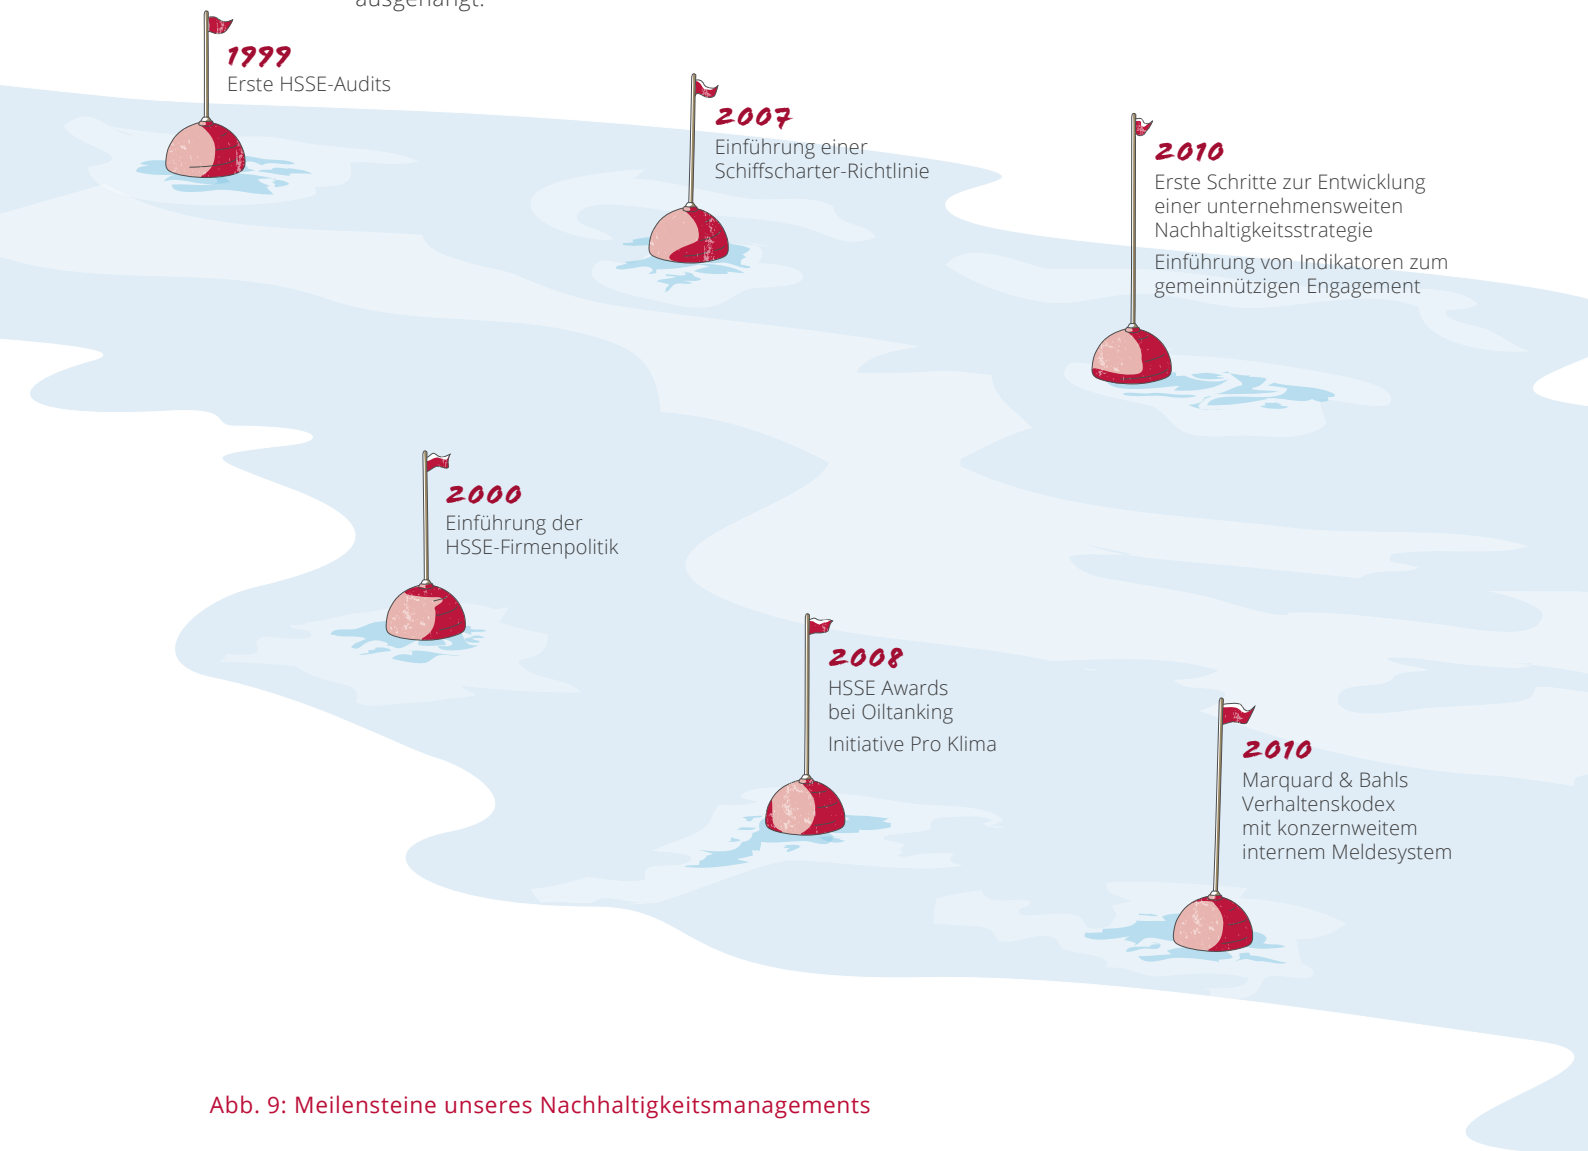 ausgehängt.
1999
Erste HSSE-Audits
2007
Einführung einer
Schiffscharter-Richtlinie
2010
Erste Schritte zur Entwicklung
einer unternehmensweiten
Nachhaltigkeitsstrategie
Einführung von Indikatoren zum
gemeinnützigen Engagement
2000
Einführung der
HSSE-Firmenpolitik
2008
HSSE Awards
bei Oiltanking
Initiative Pro Klima
2010
Marquard & Bahls
Verhaltenskodex
mit konzernweitem
internem Meldesystem
Abb. 9: Meilensteine unseres Nachhaltigkeitsmanagements